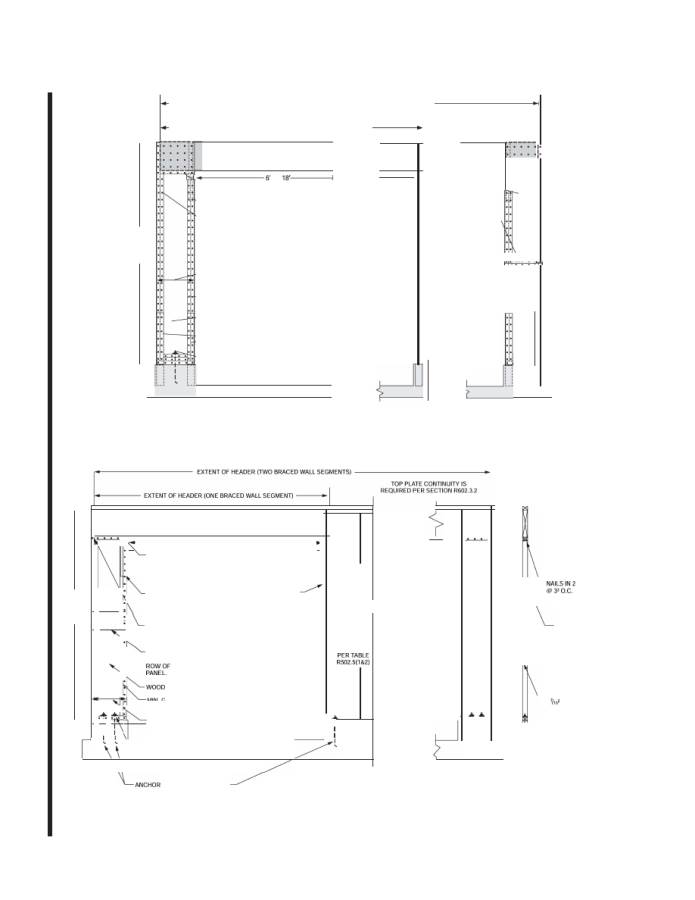 6' 18'
EXTENT OF HEADER (TWO BRACED WALL SEGMENTS)
TOP PLATE CONTINUITY IS
REQUIRED PER SECTION R602.3.2
EXTENT OF HEADER (ONE BRACED WALL SEGMENT)
NAILS IN 2
@ 3² O.C.
PER TABLE
R502.5(1&2)
ROW OF
PANEL.
WOOD
ANCHOR